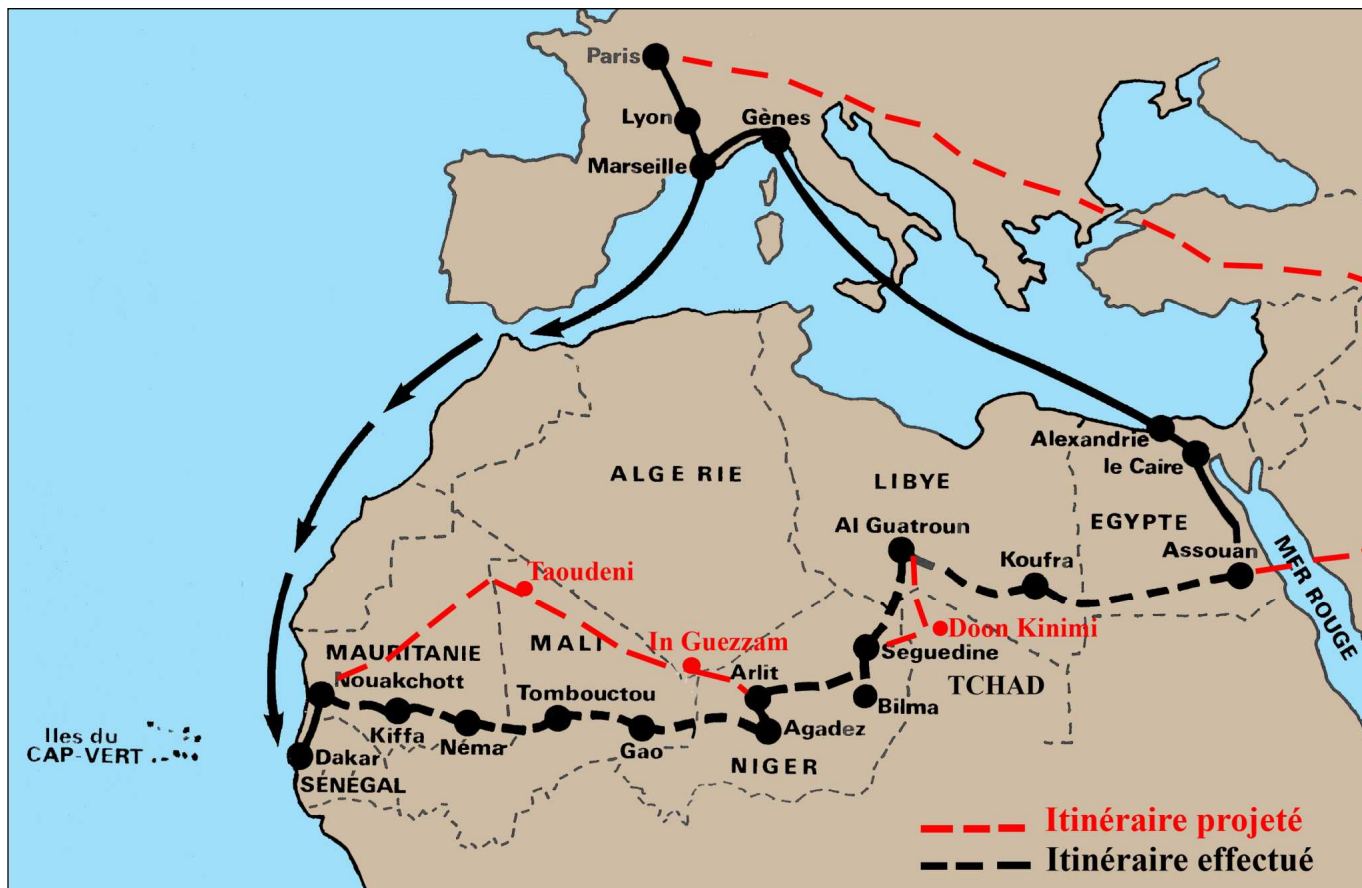 Paris
Lyon
Gènes
Marseille
Alexandrie
le Caire
ALGERIE
LIBYE
Al Guatroun
EGYPTE
Koufra
Assouan
MER ROUGE
Taoudeni
In Guezzam
Doon Kinimi
MALI
MAURITANIE
Nouakchott
Arlit
Seguedine
TCHAD
Tombouctou
Bilma
Iles du
CAP-VERT
Kiffa
Néma
Gao
Agadez
Dakar
SÉNÉGAL
NIGER
Itinéraire projeté
Itinéraire effectué